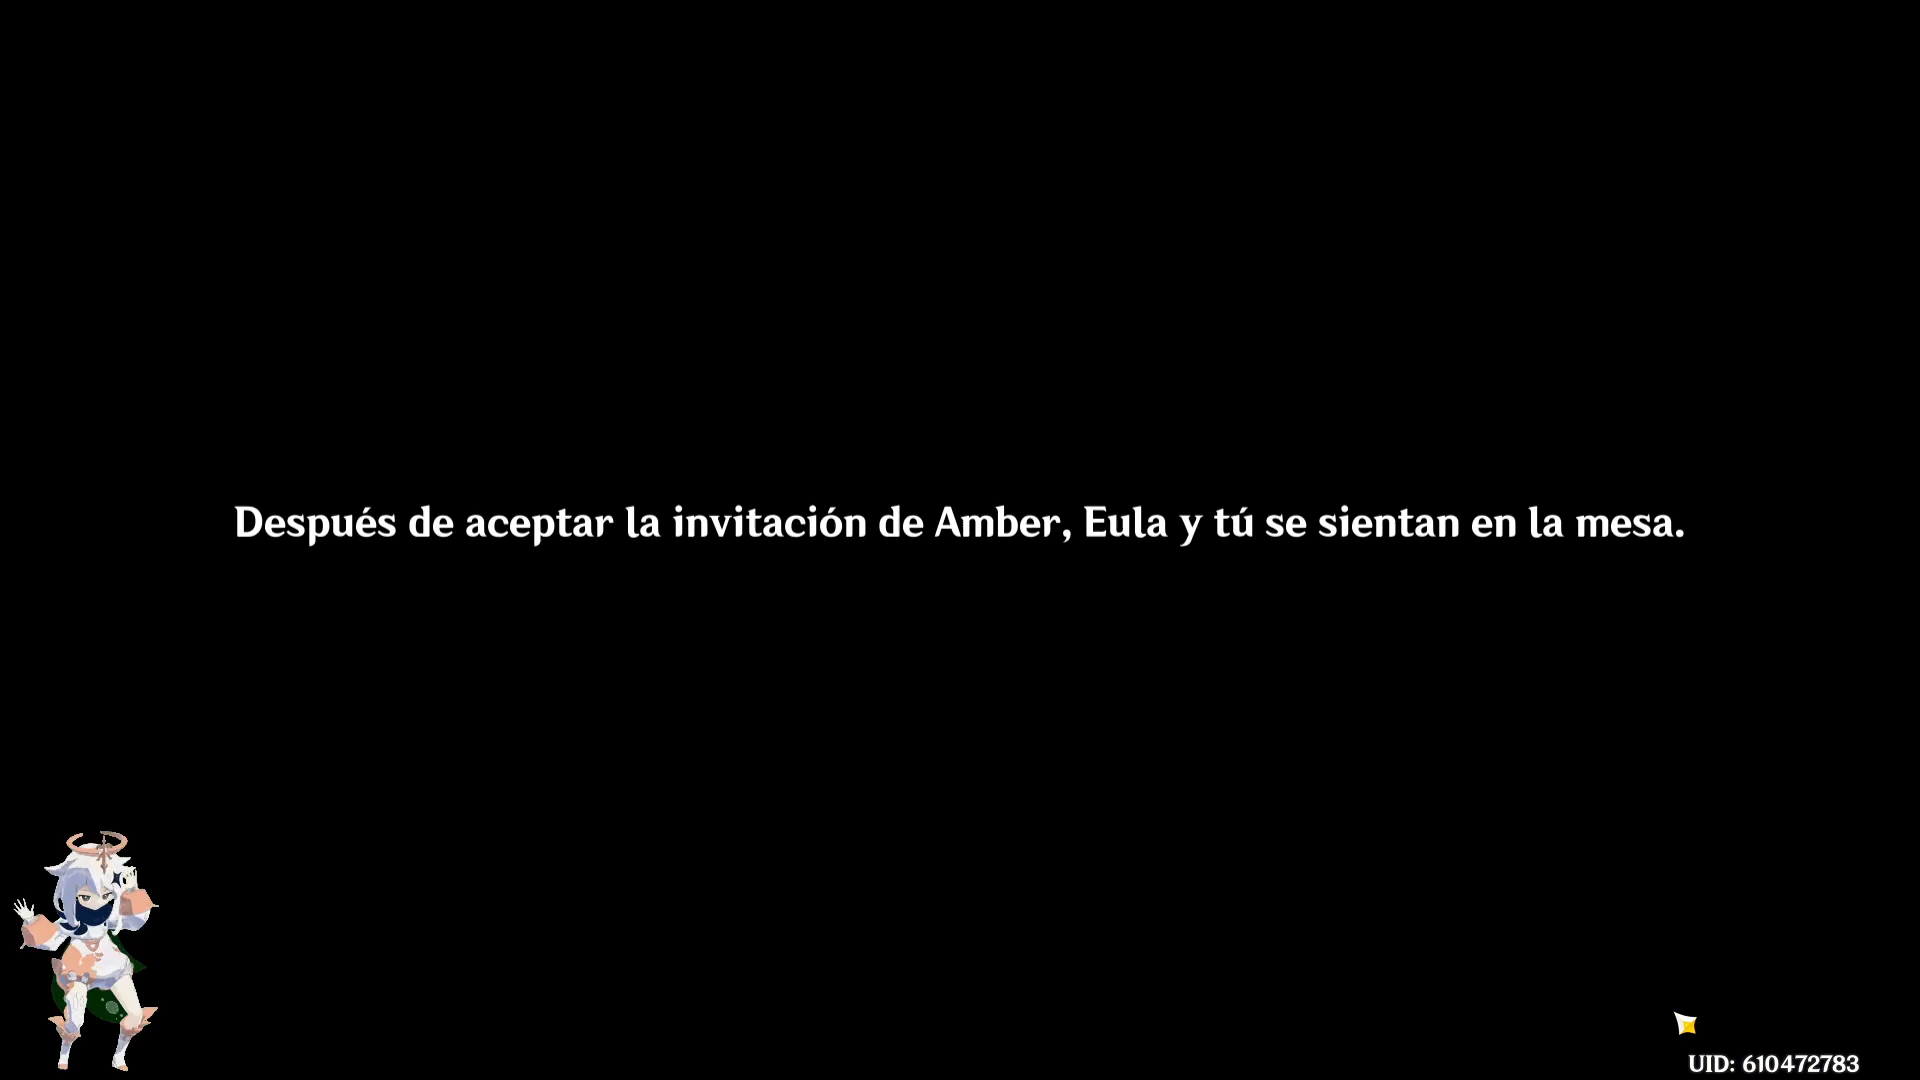 Después de aceptar la invitación de Amber, Eula y tú se sientan en la mesa.
UID: 610472783